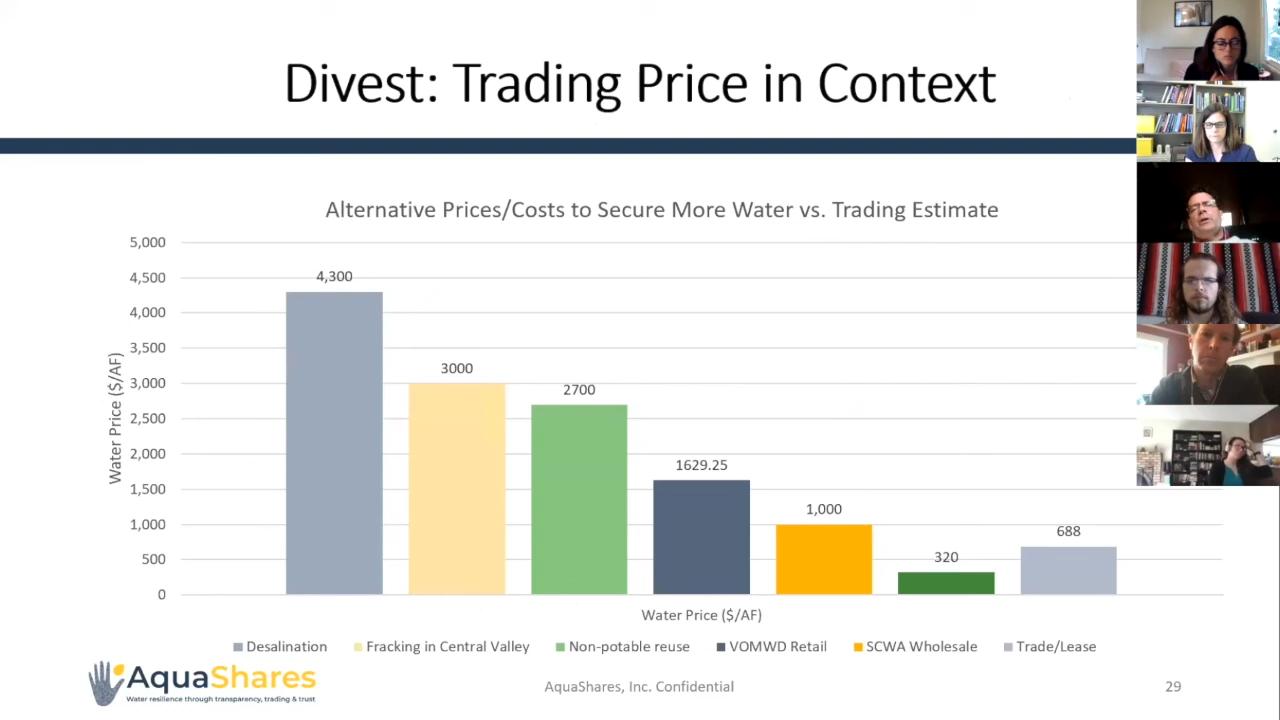 Divest: Trading Price in Context
Alternative Prices/Costs to Secure More Water vs. Trading Estimate
5,000
4,500
4,000
3,500
3,000
2,500
2,000
1,500
1,000
500
0
Water Price ($/AF)
4,300
3000
2700
1629.25
1,000
320
688
Water Price ($/AF)
Desalination
Fracking in Central Valley
Non-potable reuse
VOMWD Retail
SCWA Wholesale
Trade/Lease
AquaShares
Water resilience through transparency, trading & trust
AquaShares, Inc. Confidential
29